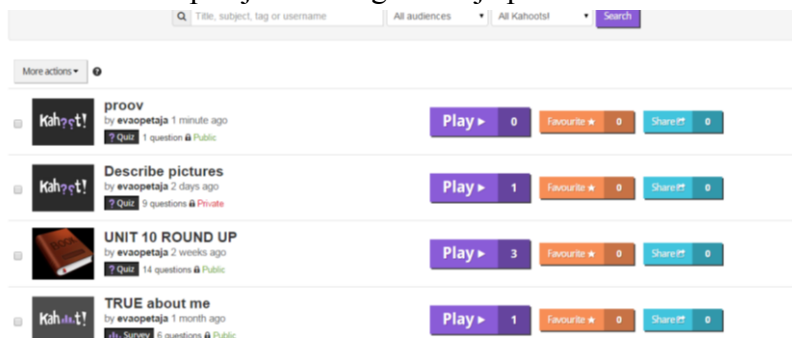 Title, subject, tag or username All audiences All Kahoots! Search
More actions
Kahoot!
proov
by evaopetaja 1 minute ago
? Quiz 1 question Public
Play 0 Favourite 0 Share 0
Kahoot!
Describe pictures
by evaopetaja 2 days ago
? Quiz 9 questions Private
Play 1 Favourite 0 Share 0
UNIT 10 ROUND UP
by evaopetaja 2 weeks ago
? Quiz 14 questions Public
Play 3 Favourite 0 Share 0
Kahoot!
TRUE about me
by evaopetaja 1 month ago
Survey 6 questions Public
Play 1 Favourite 0 Share 0